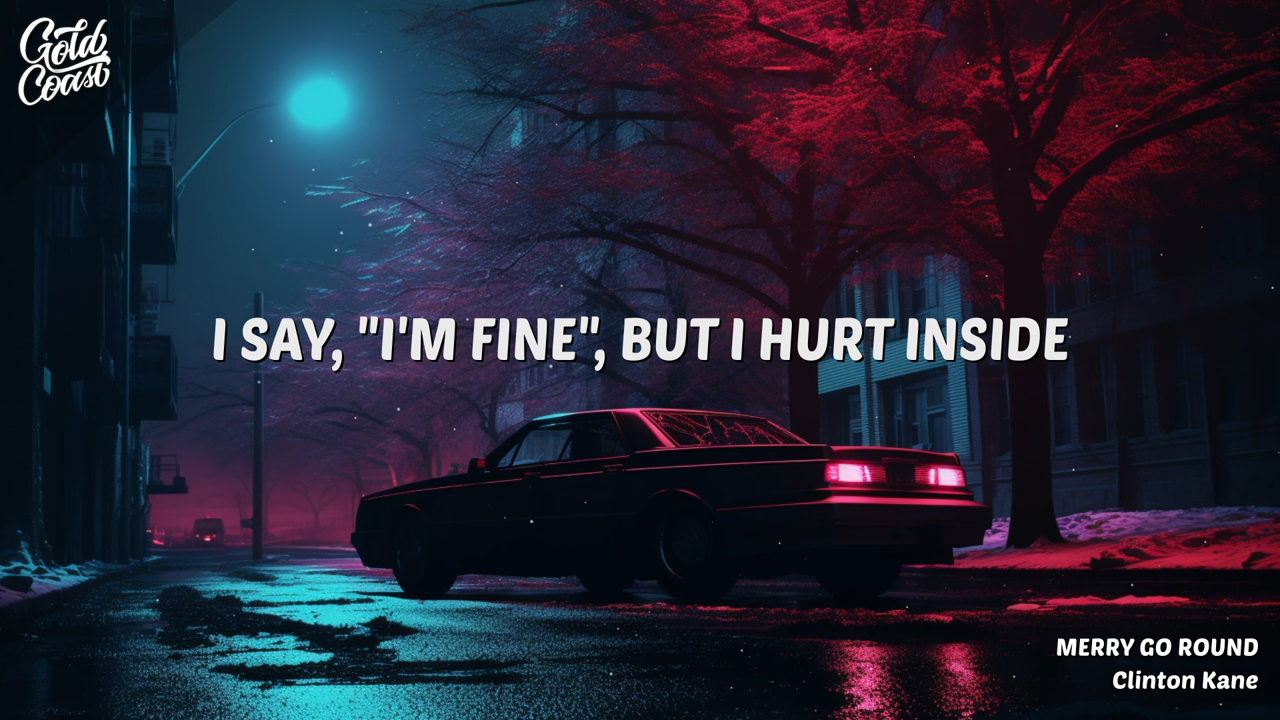 Gold
Coast
I SAY, "I'M FINE", BUT I HURT INSIDE
MERRY GO ROUND
Clinton Kane